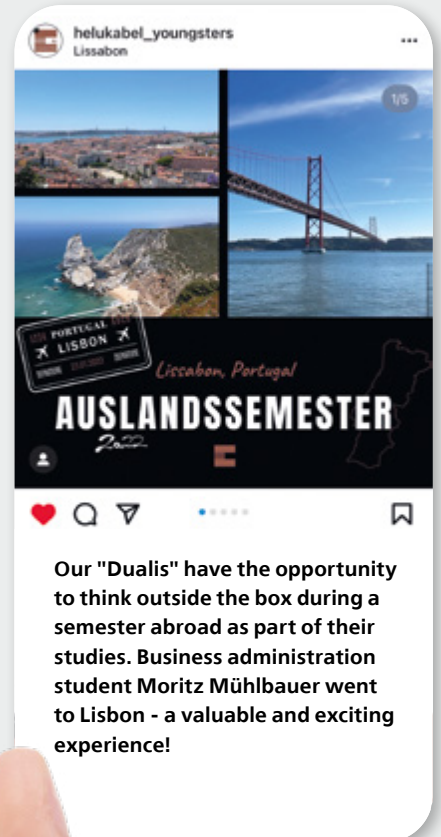 helukabel_youngsters
Lissabon
1/5
PORTUGAL
LISBON
Lissabon, Portugal
AUSLANDSSEMESTER
2022
Our "Dualis" have the opportunity
to think outside the box during a
semester abroad as part of their
studies. Business administration
student Moritz Mühlbauer went
to Lisbon - a valuable and exciting
experience!